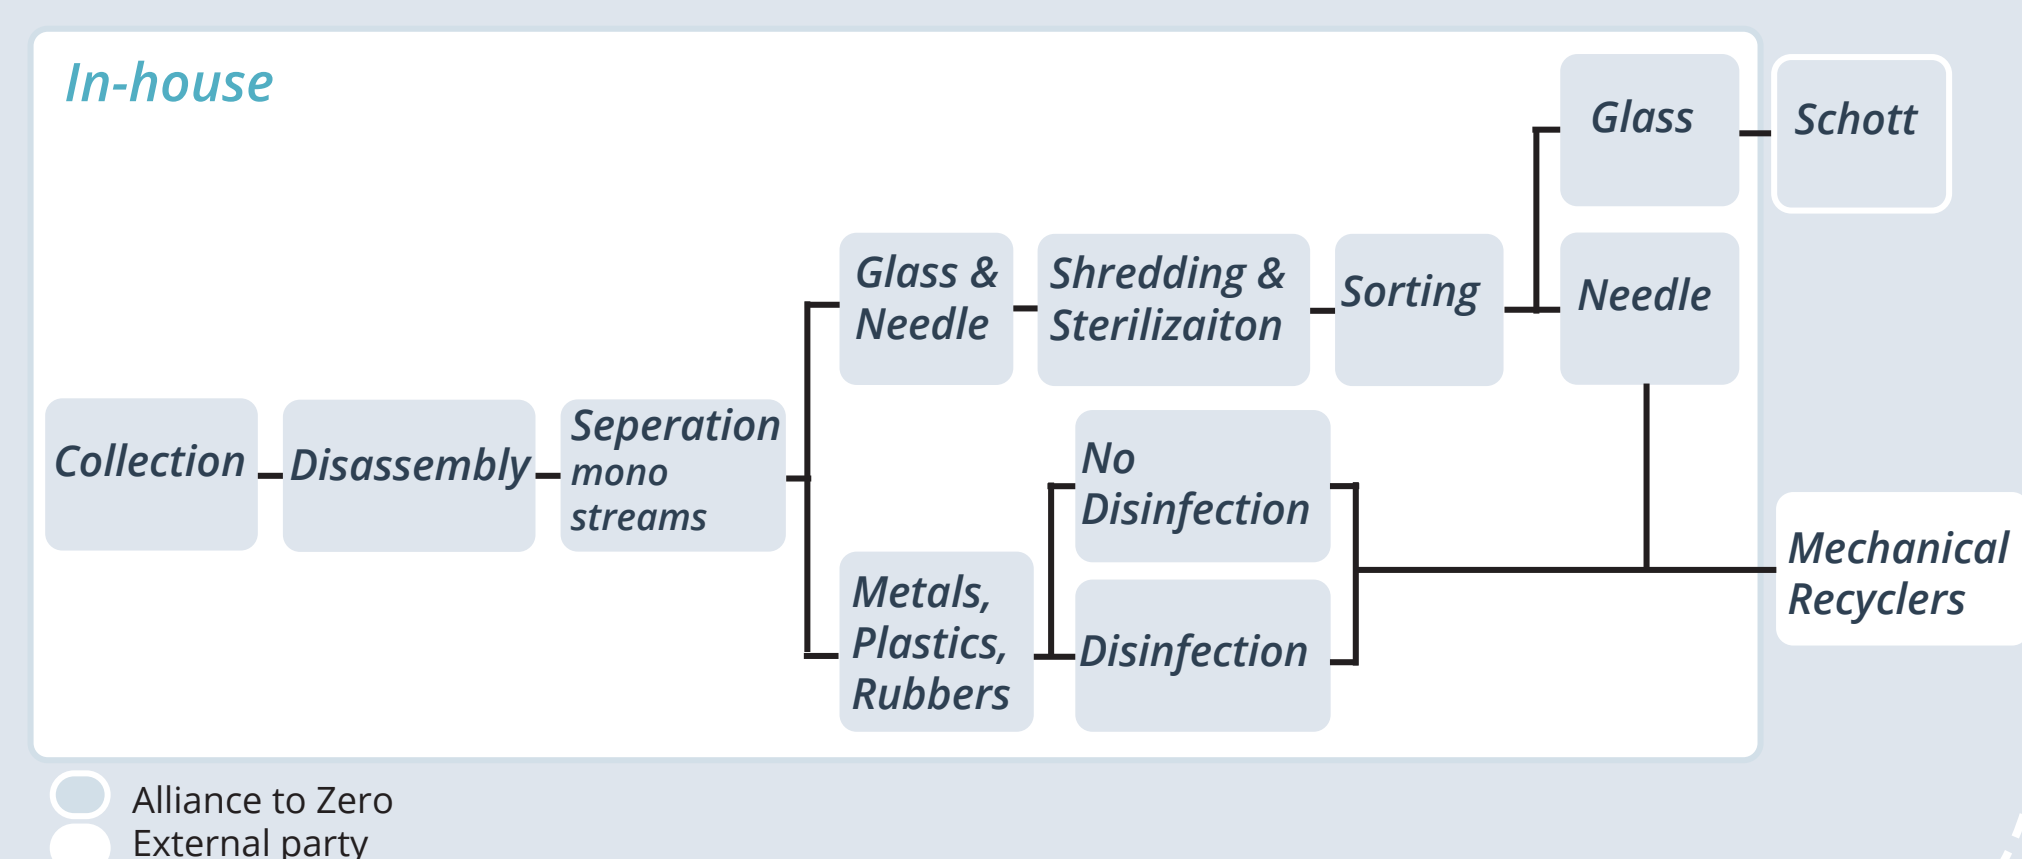 In-house
Glass
Schott
Glass &
Needle
Shredding &
Sterilizaiton
Sorting
Needle
Collection
Disassembly
Seperation
mono
streams
No
Disinfection
Metals,
Plastics,
Rubbers
Disinfection
Mechanical
Recyclers
Alliance to Zero
External party